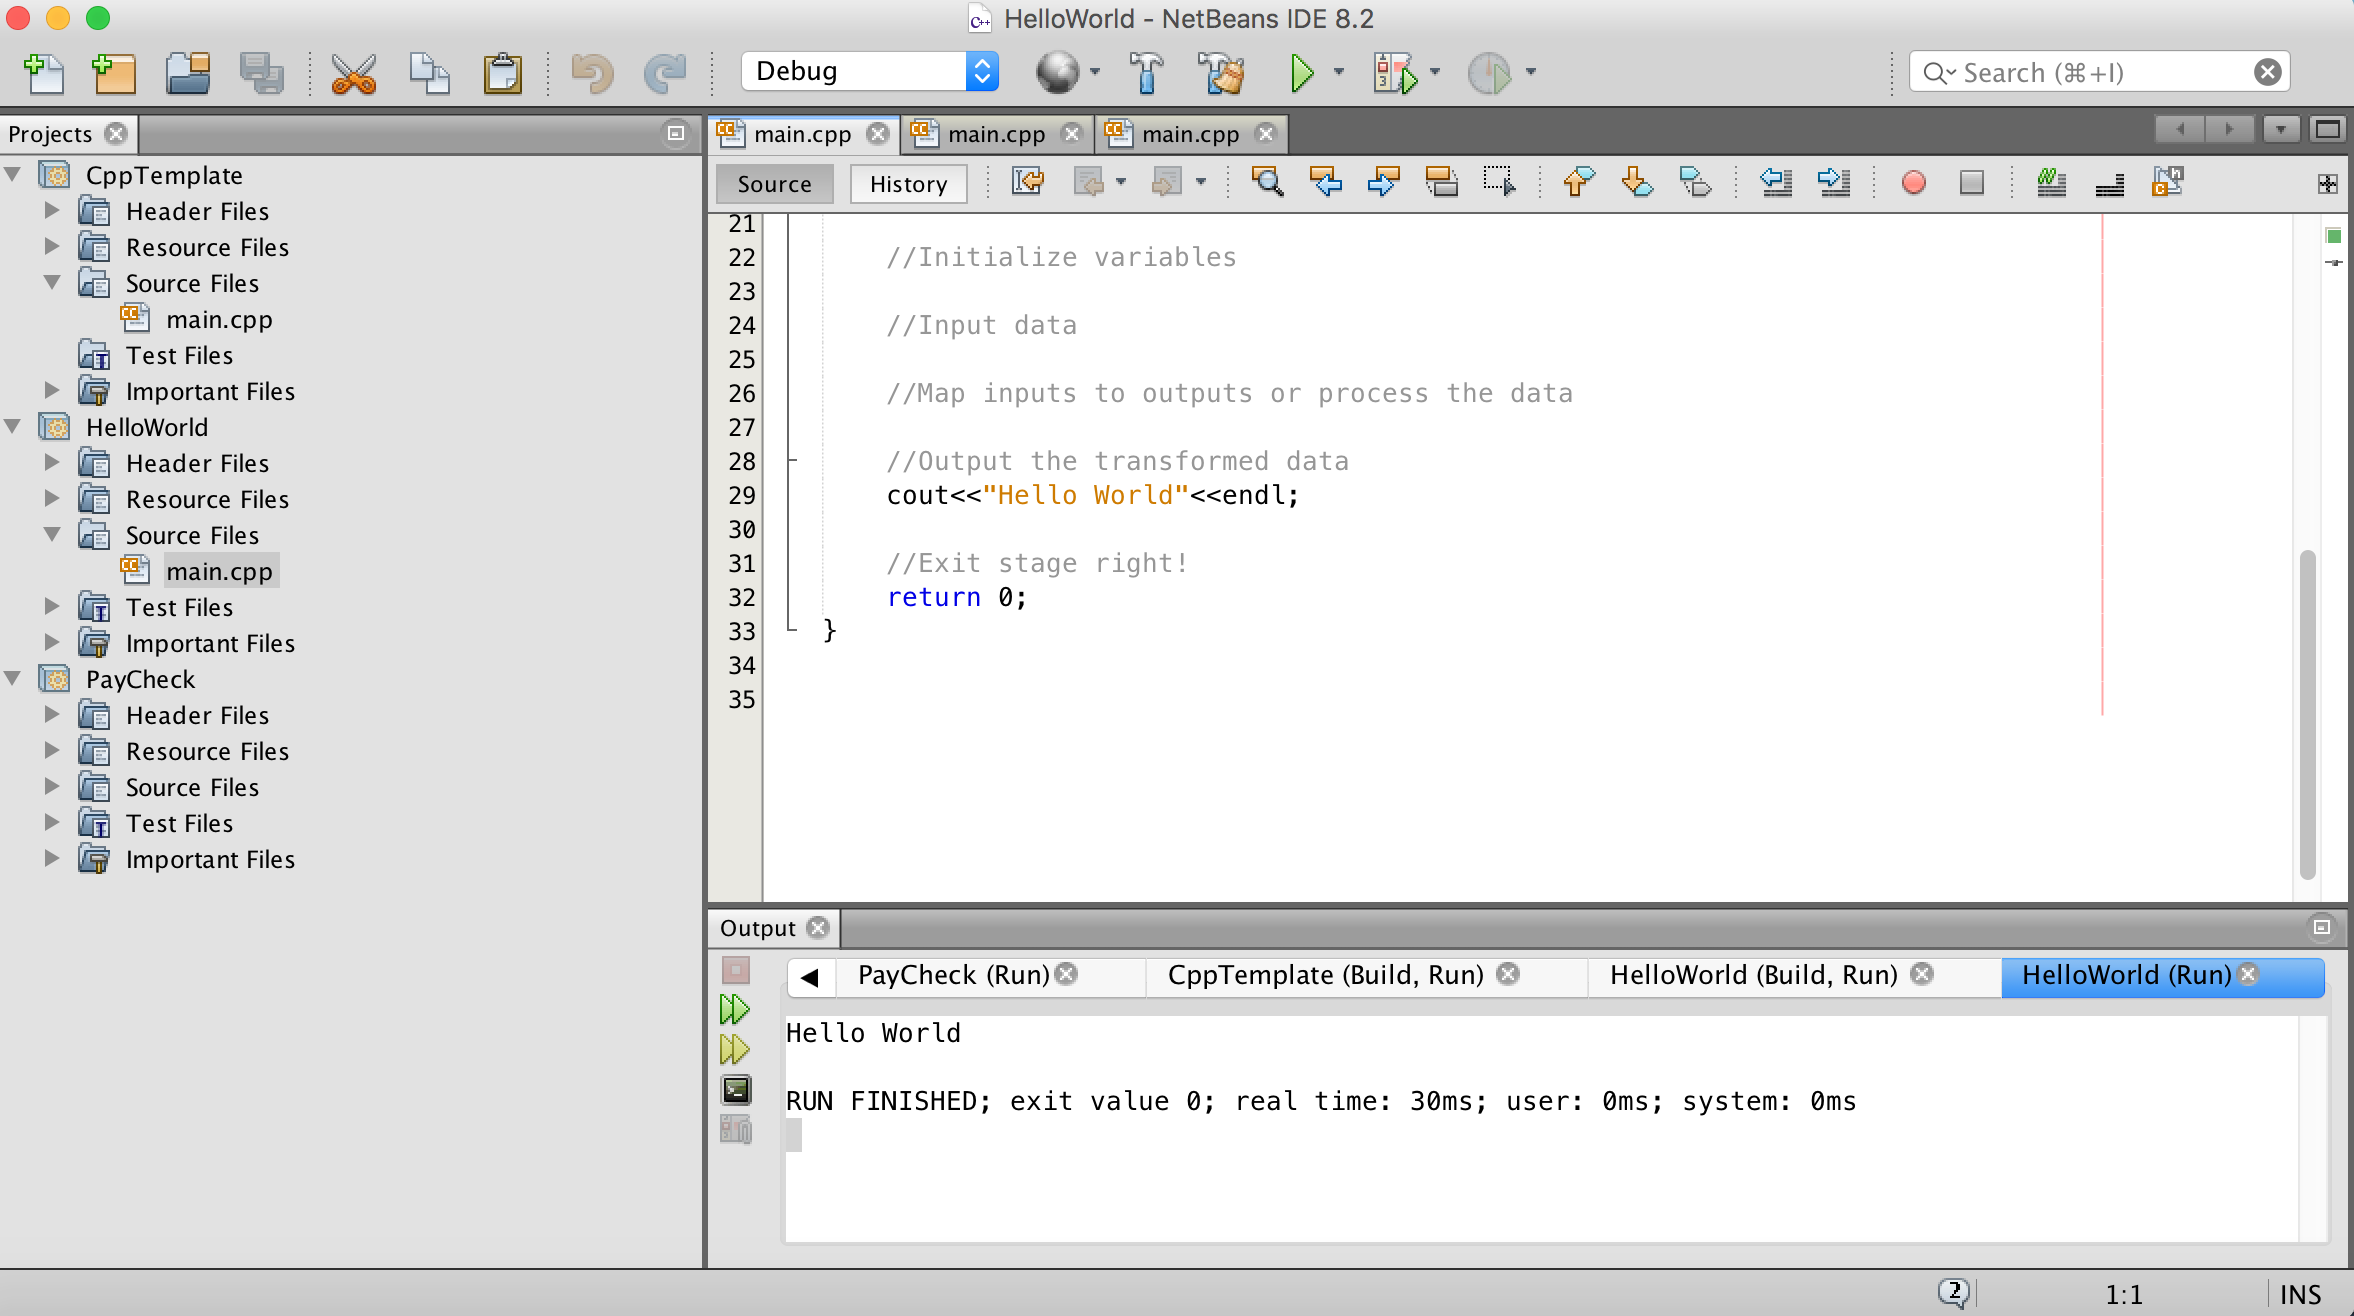 HelloWorld - NetBeans IDE 8.2
Debug
Search (⌘+I)
Projects
CppTemplate
Header Files
Resource Files
Source Files
main.cpp
Test Files
Important Files
HelloWorld
Header Files
Resource Files
Source Files
main.cpp
Test Files
Important Files
PayCheck
Header Files
Resource Files
Source Files
Test Files
Important Files
main.cpp main.cpp main.cpp
Source History
21
22 //Initialize variables
23
24 //Input data
25
26 //Map inputs to outputs or process the data
27
28 //Output the transformed data
29 cout<<"Hello World"<<endl;
30
31 //Exit stage right!
32 return 0;
33 }
34
35
Output
PayCheck (Run) CppTemplate (Build, Run) HelloWorld (Build, Run) HelloWorld (Run)
Hello World
RUN FINISHED; exit value 0; real time: 30ms; user: 0ms; system: 0ms
2 1:1 INS